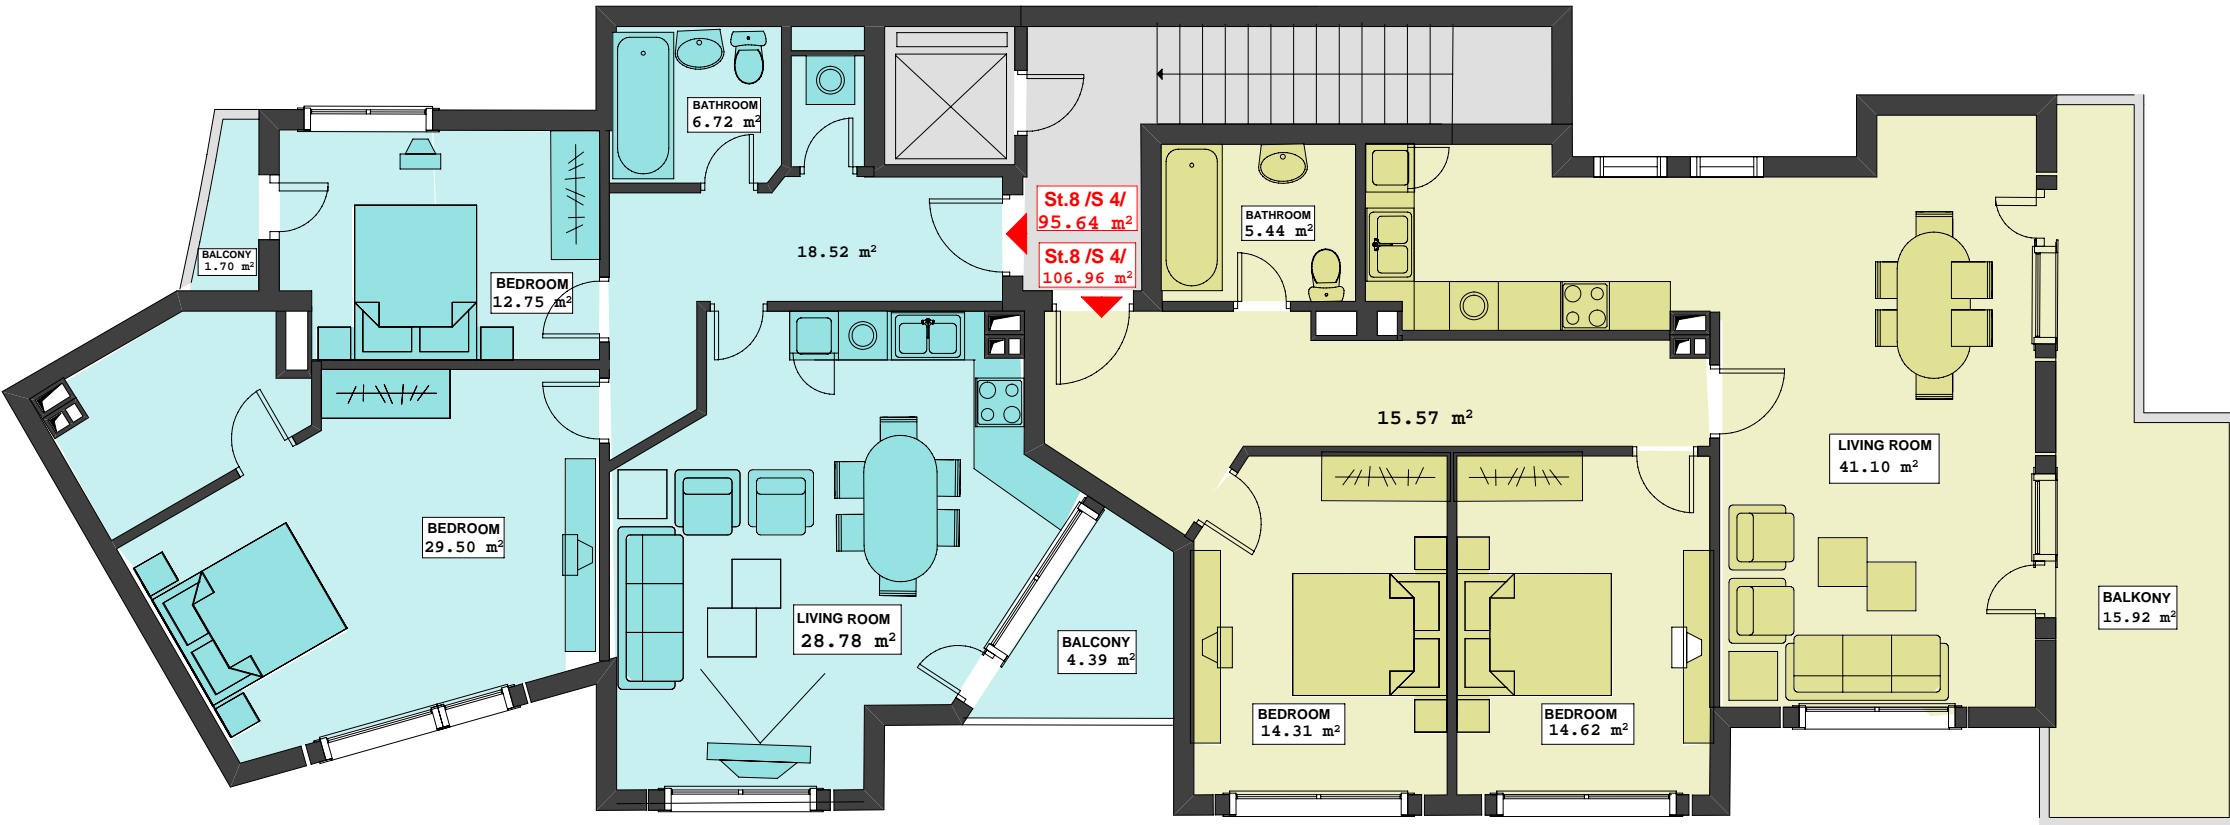 BATHROOM
6.72 m²
St.8 /S 4/
95.64 m²
St.8 /S 4/
106.96 m²
BATHROOM
5.44 m²
BALCONY
1.70 m²
18.52 m²
BEDROOM
12.75 m²
15.57 m²
LIVING ROOM
41.10 m²
BEDROOM
29.50 m²
LIVING ROOM
28.78 m²
BALCONY
4.39 m²
BALKONY
15.92 m²
BEDROOM
14.31 m²
BEDROOM
14.62 m²